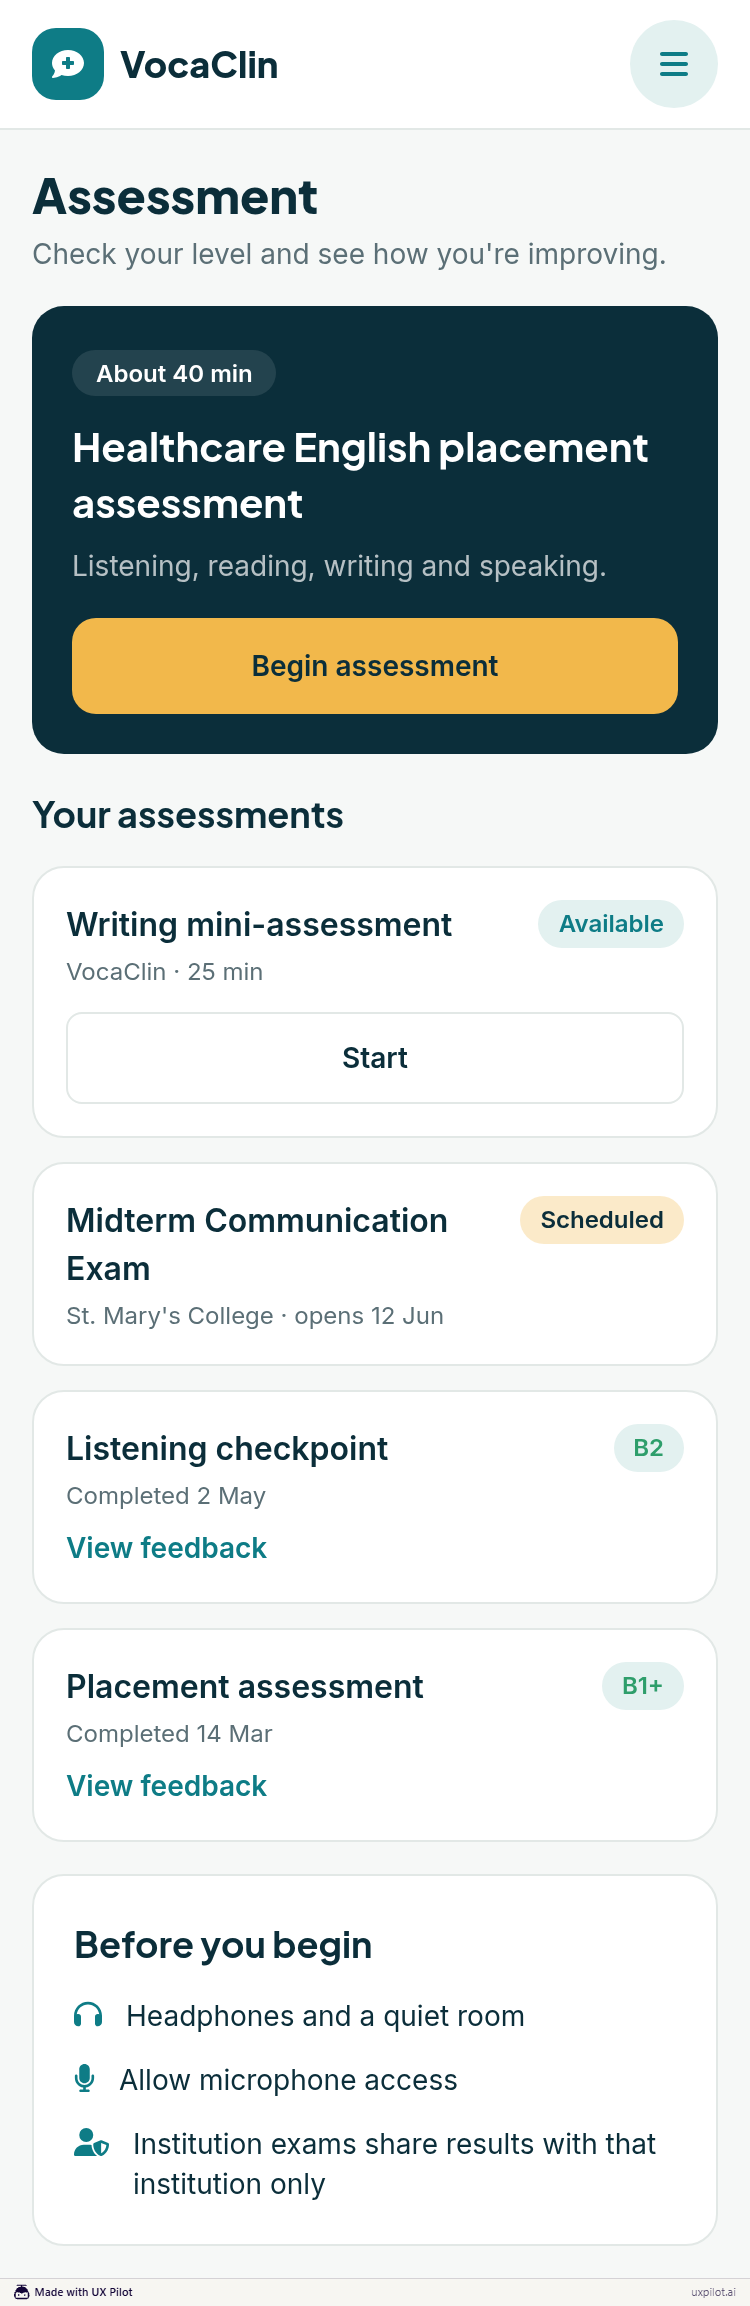 VocaClin
Assessment
Check your level and see how you're improving.
About 40 min
Healthcare English placement
assessment
Listening, reading, writing and speaking.
Begin assessment
Your assessments
Writing mini-assessment
Available
VocaClin · 25 min
Start
Midterm Communication
Exam
Scheduled
St. Mary's College · opens 12 Jun
Listening checkpoint
B2
Completed 2 May
View feedback
Placement assessment
B1+
Completed 14 Mar
View feedback
Before you begin
Headphones and a quiet room
Allow microphone access
Institution exams share results with that
institution only
Made with UX Pilot
uxpilot.ai